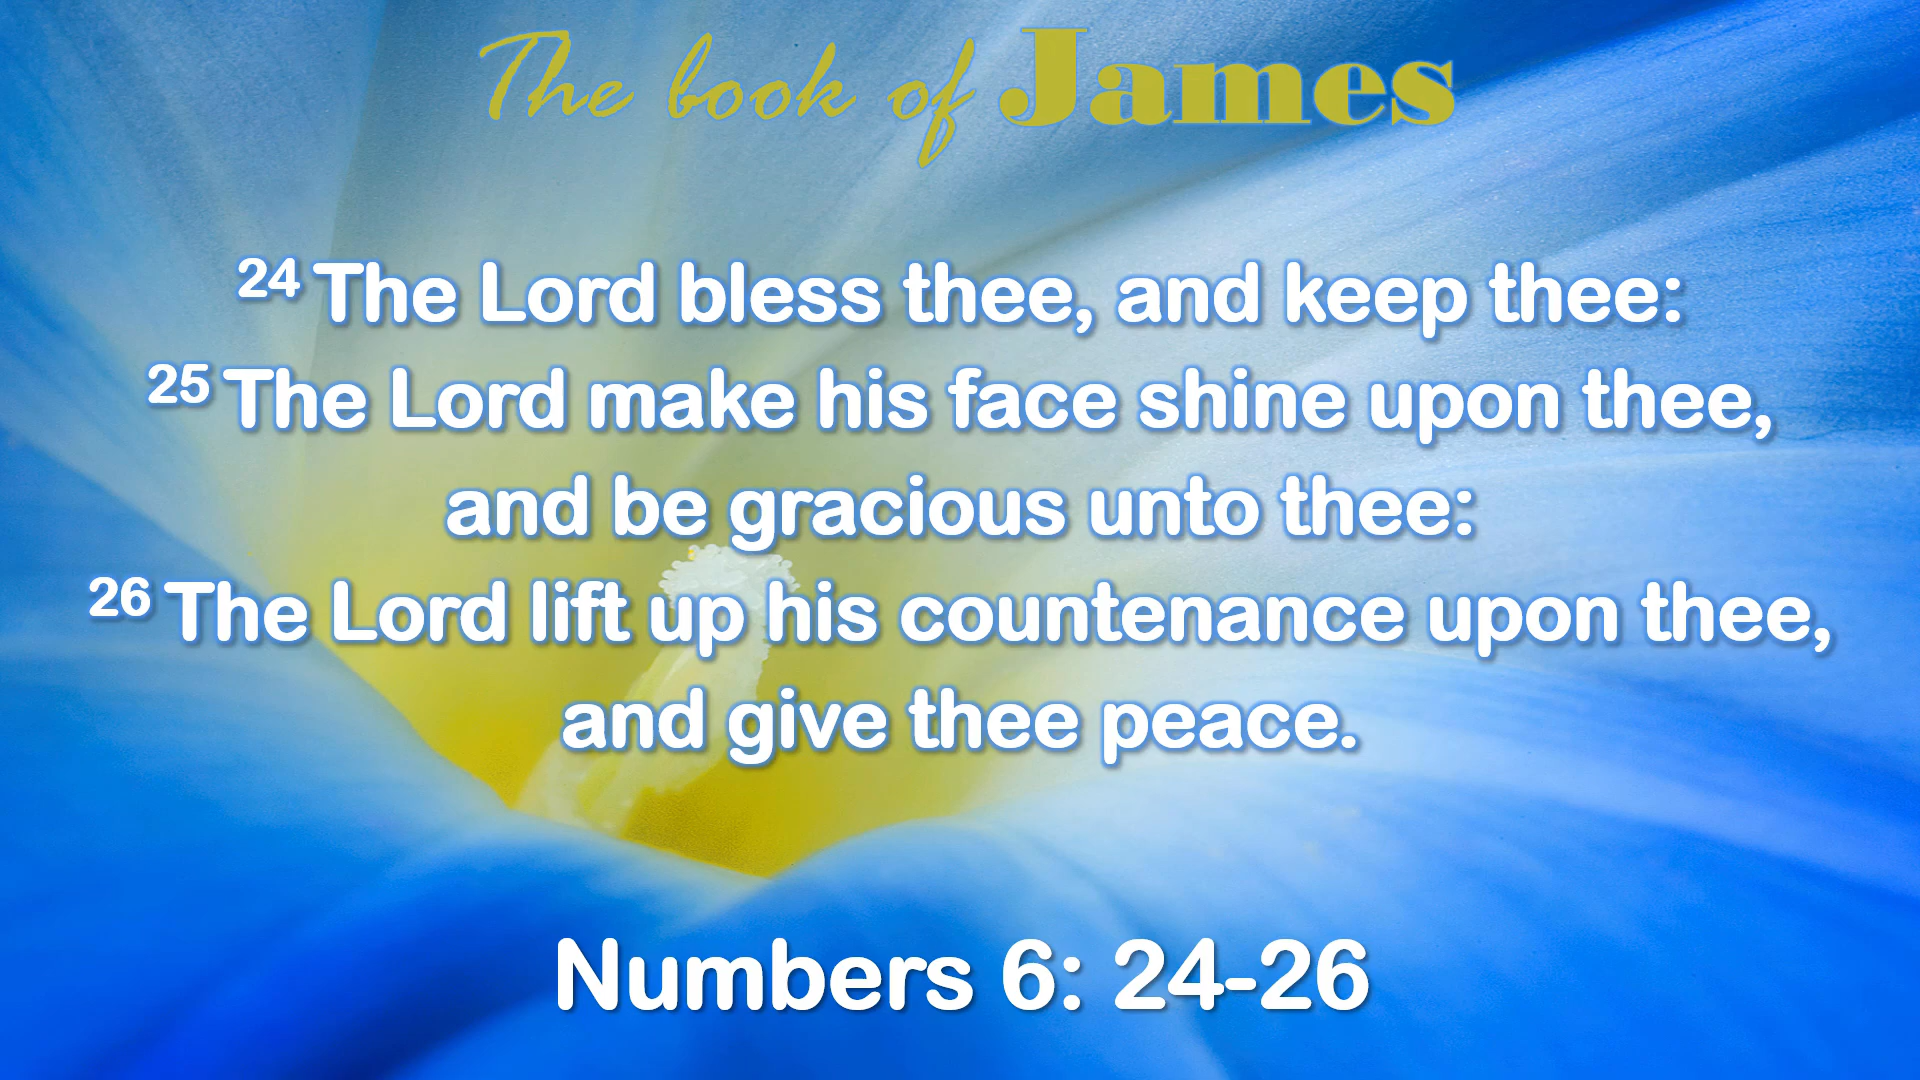 The book of James
24 The Lord bless thee, and keep thee:
25 The Lord make his face shine upon thee,
and be gracious unto thee:
26 The Lord lift up his countenance upon thee,
and give thee peace.
Numbers 6: 24-26